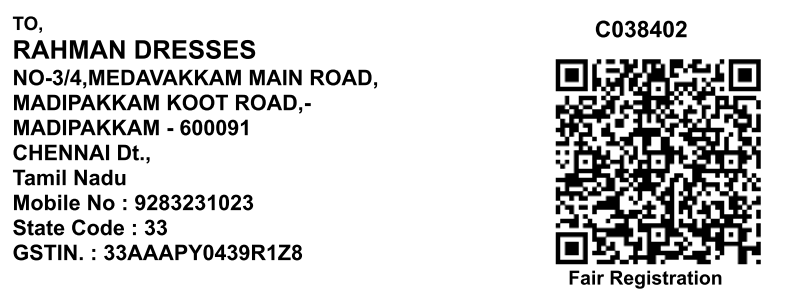 TO,
RAHMAN DRESSES
NO-3/4,MEDAVAKKAM MAIN ROAD,
MADIPAKKAM KOOT ROAD,-
MADIPAKKAM - 600091
CHENNAI Dt.,
Tamil Nadu
Mobile No : 9283231023
State Code : 33
GSTIN. : 33AAAPY0439R1Z8
C038402
Fair Registration